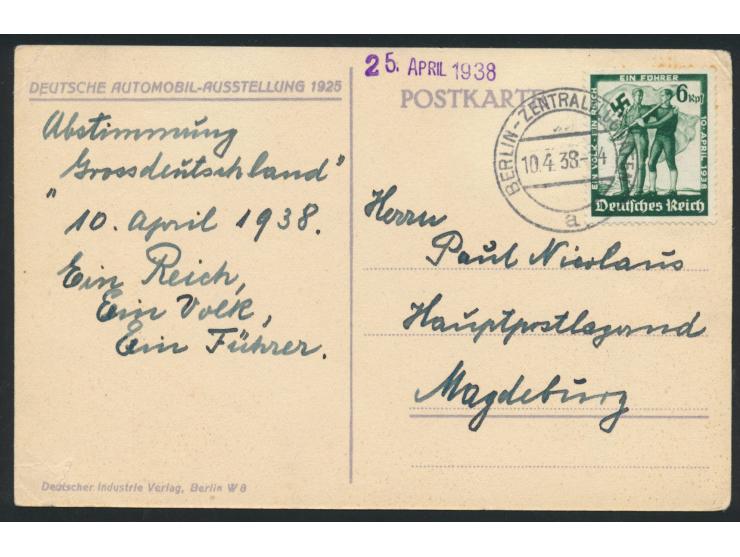 DEUTSCHE AUTOMOBIL-AUSSTELLUNG 1925
Abstimmung
"Grossdeutschland"
10. April 1938.
Ein Reich,
Ein Volk,
Ein Führer.
Deutscher Industrie Verlag, Berlin W 8
25. APRIL 1938
POSTKARTE
BERLIN-ZENTRALFLUGHAFEN
10.4.38-
a
EIN VOLK · EIN REICH
EIN FÜHRER
10·APRIL 1938
6 Rpf
Deutsches Reich
Herrn
Paul Nicolaus
Hauptpostlagernd
Magdeburg